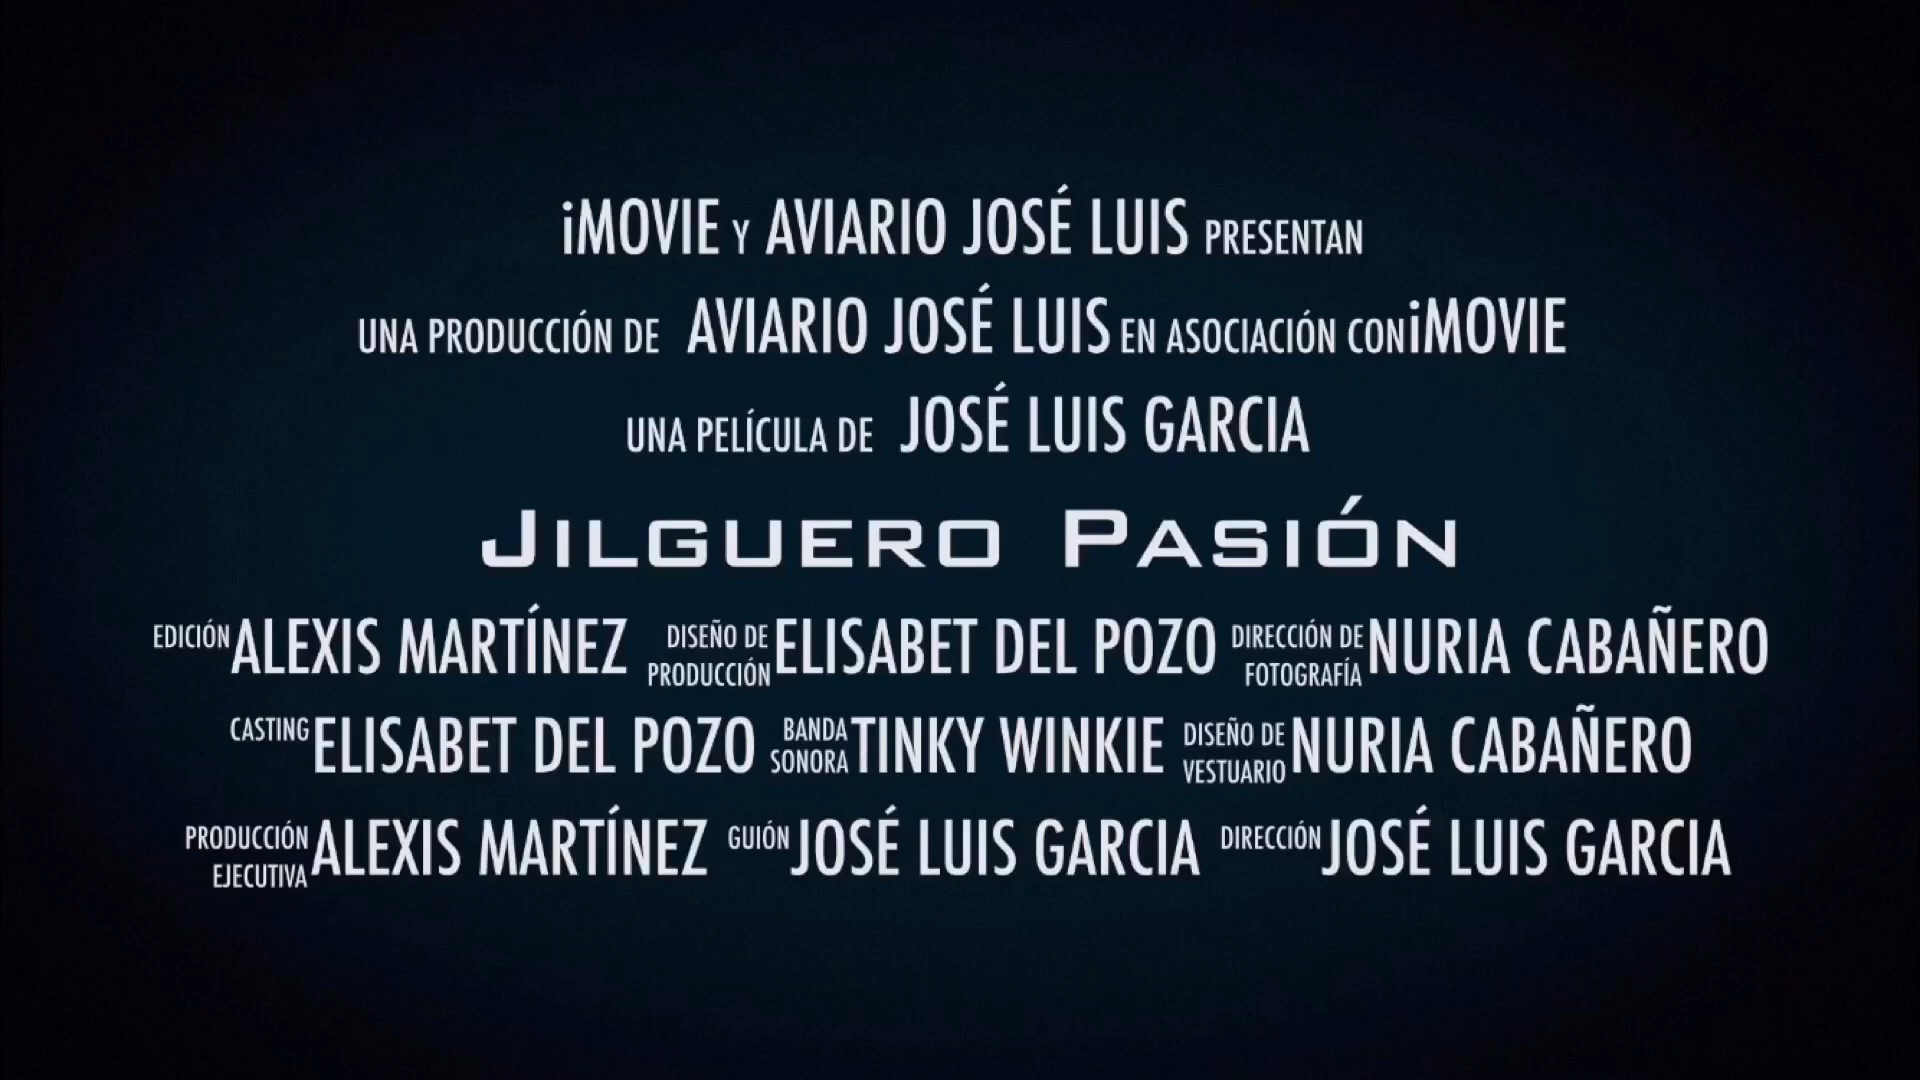 iMOVIE Y AVIARIO JOSÉ LUIS PRESENTAN
UNA PRODUCCIÓN DE AVIARIO JOSÉ LUIS EN ASOCIACIÓN CON iMOVIE
UNA PELÍCULA DE JOSÉ LUIS GARCIA
JILGUERO PASIÓN
EDICIÓN ALEXIS MARTÍNEZ DISEÑO DE PRODUCCIÓN ELISABET DEL POZO DIRECCIÓN DE FOTOGRAFÍA NURIA CABAÑERO
CASTING ELISABET DEL POZO BANDA SONORA TINKY WINKIE DISEÑO DE VESTUARIO NURIA CABAÑERO
PRODUCCIÓN EJECUTIVA ALEXIS MARTÍNEZ GUIÓN JOSÉ LUIS GARCIA DIRECCIÓN JOSÉ LUIS GARCIA